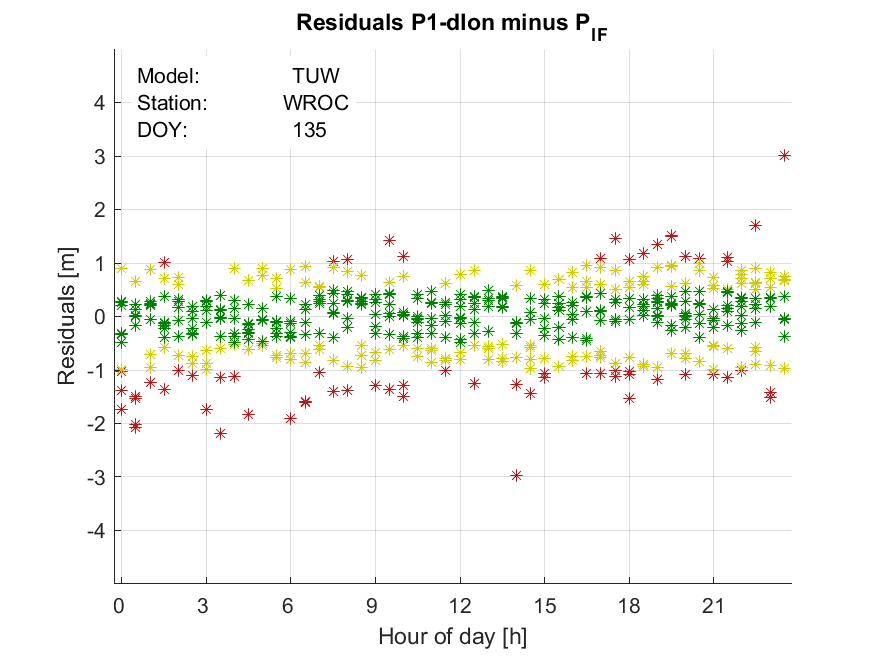 Residuals P1-dIon minus P_IF
Model: TUW
Station: WROC
DOY: 135
4
3
2
1
0
-1
-2
-3
-4
Residuals [m]
0 3 6 9 12 15 18 21
Hour of day [h]